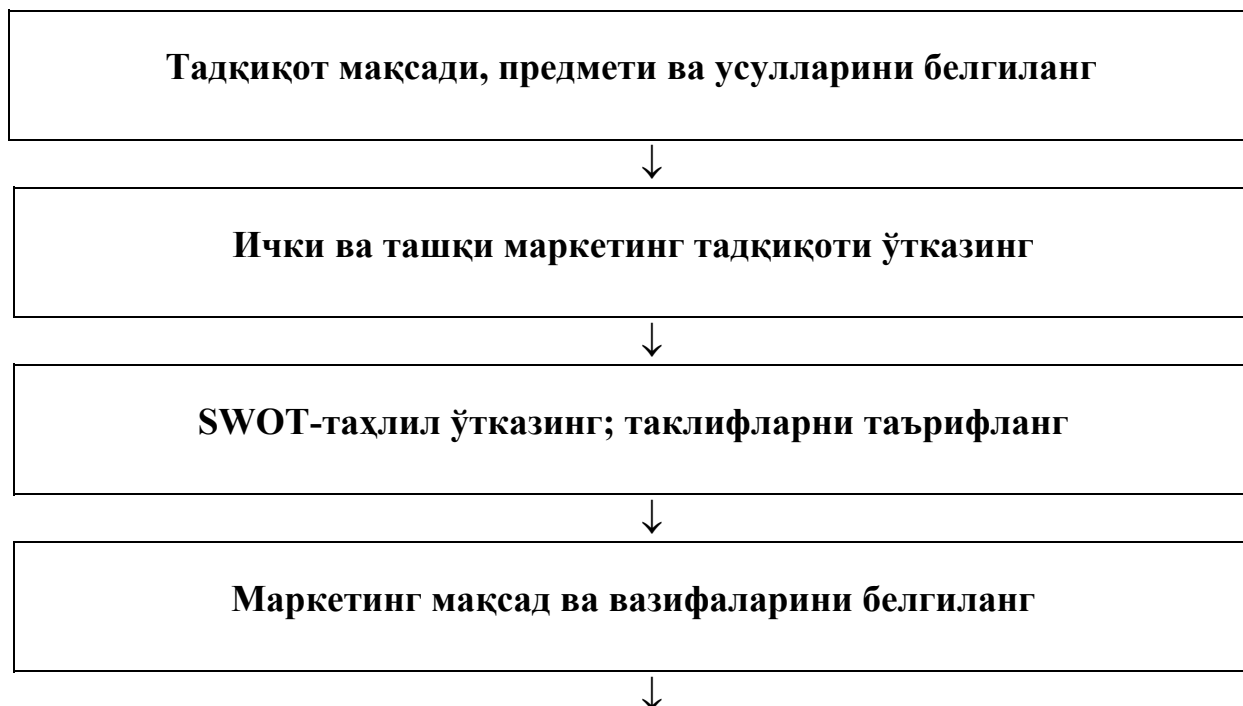 Тадқиқот мақсади, предмети ва усулларини белгиланг
↓
Ички ва ташқи маркетинг тадқиқоти ўтказинг
↓
SWOT-таҳлил ўтказинг; таклифларни таърифланг
↓
Маркетинг мақсад ва вазифаларини белгиланг
↓